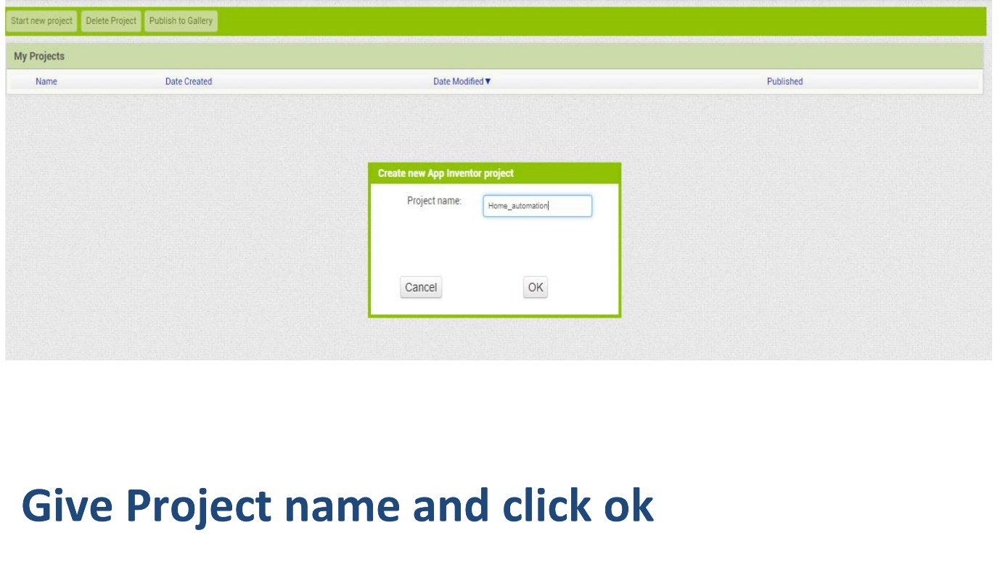 Start new project Delete Project Publish to Gallery
My Projects
Name Date Created Date Modified▼ Published
Create new App Inventor project
Project name: Home_automation
Cancel OK
Give Project name and click ok